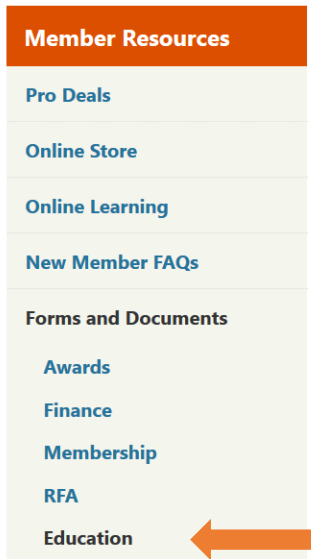 Member Resources
Pro Deals
Online Store
Online Learning
New Member FAQs
Forms and Documents
Awards
Finance
Membership
RFA
Education